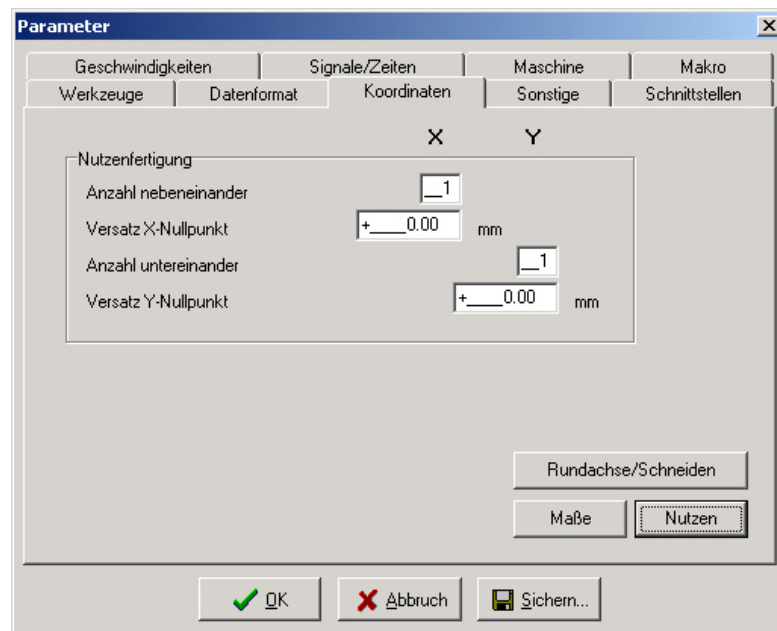 Parameter
Geschwindigkeiten Signale/Zeiten Maschine Makro
Werkzeuge Datenformat Koordinaten Sonstige Schnittstellen
X Y
Nutzenfertigung
Anzahl nebeneinander __1
Versatz X-Nullpunkt +____0.00 mm
Anzahl untereinander __1
Versatz Y-Nullpunkt +____0.00 mm
Rundachse/Schneiden
Maße Nutzen
OK Abbruch Sichern...